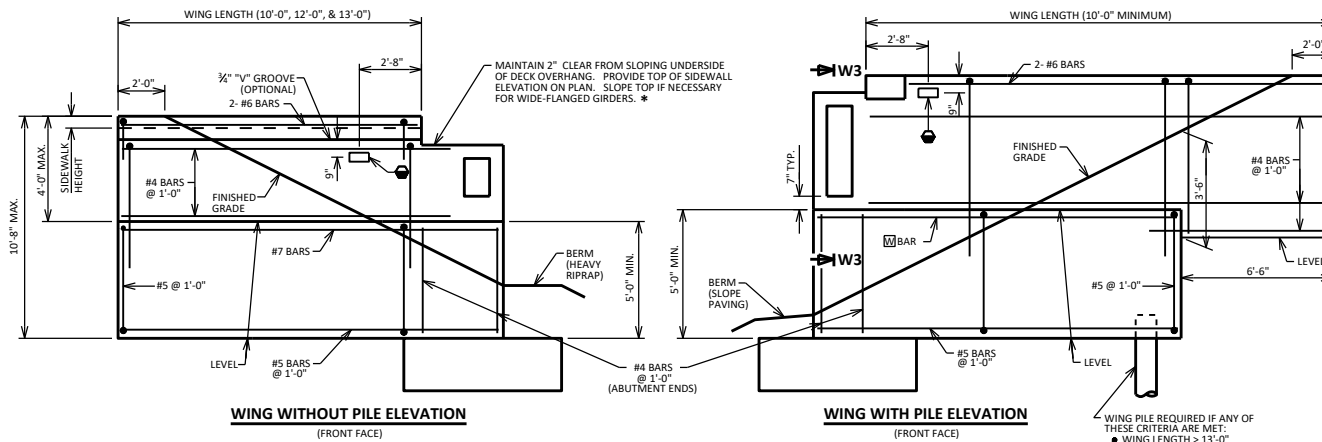 WING LENGTH (10'-0", 12'-0", & 13'-0")
2'-0"
¾" "V" GROOVE
(OPTIONAL)
2- #6 BARS
2'-8"
MAINTAIN 2" CLEAR FROM SLOPING UNDERSIDE
OF DECK OVERHANG. PROVIDE TOP OF SIDEWALL
ELEVATION ON PLAN. SLOPE TOP IF NECESSARY
FOR WIDE-FLANGED GIRDERS. *
10'-8" MAX.
4'-0" MAX.
SIDEWALK
HEIGHT
#4 BARS
@ 1'-0"
FINISHED
GRADE
9"
#7 BARS
#5 @ 1'-0"
BERM
(HEAVY
RIPRAP)
5'-0" MIN.
LEVEL
#5 BARS
@ 1'-0"
#4 BARS
@ 1'-0"
(ABUTMENT ENDS)
WING WITHOUT PILE ELEVATION
(FRONT FACE)
WING LENGTH (10'-0" MINIMUM)
2'-8"
2'-0"
W3
2- #6 BARS
9"
7" TYP.
FINISHED
GRADE
#4 BARS
@ 1'-0"
3'-6"
W BAR
W3
LEVEL
6'-6"
5'-0" MIN.
BERM
(SLOPE
PAVING)
#5 @ 1'-0"
#5 BARS
@ 1'-0"
LEVEL
WING WITH PILE ELEVATION
(FRONT FACE)
WING PILE REQUIRED IF ANY OF
THESE CRITERIA ARE MET:
● WING LENGTH > 13'-0"